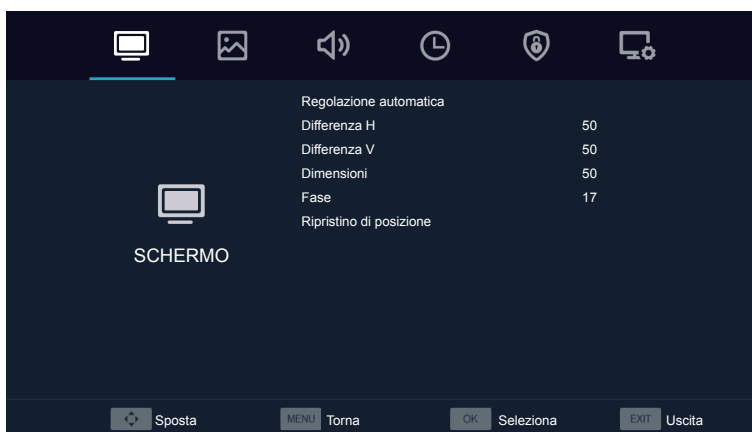 Regolazione automatica
Differenza H 50
Differenza V 50
Dimensioni 50
Fase 17
Ripristino di posizione
SCHERMO
Sposta MENU Torna OK Seleziona EXIT Uscita